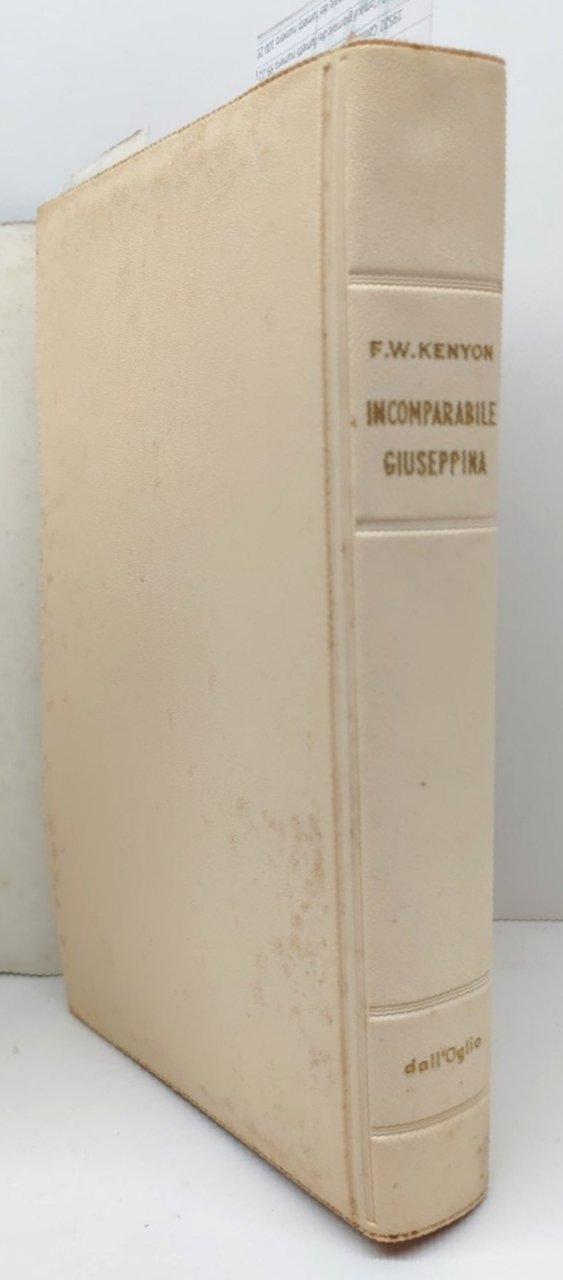 F.W.KENYON
INCOMPARABILE
GIUSEPPINA
dall'Oglio